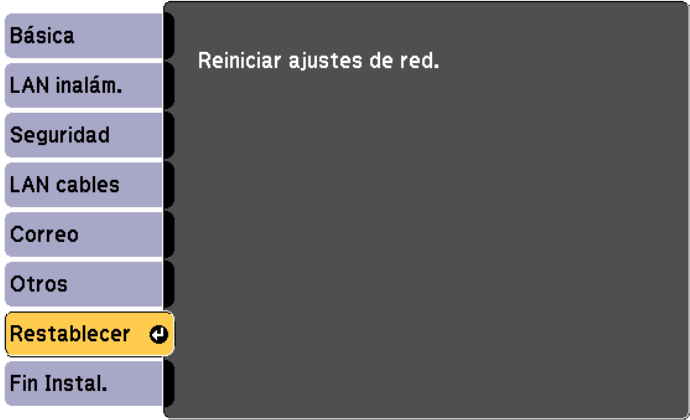 Básica
LAN inalám.
Seguridad
LAN cables
Correo
Otros
Restablecer
Fin Instal.
Reiniciar ajustes de red.